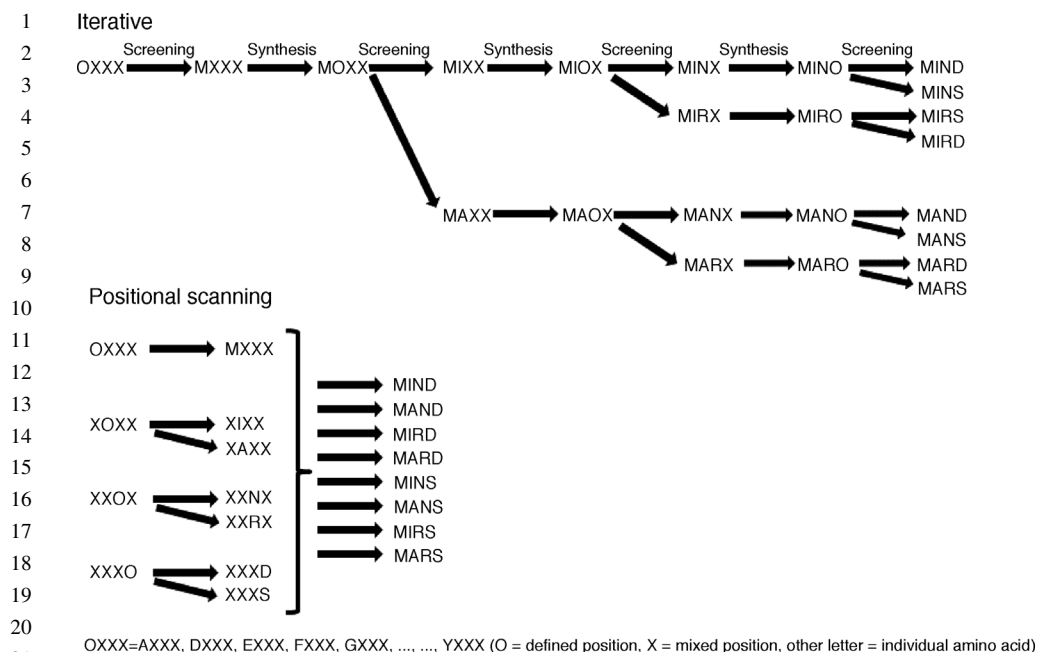 1 Iterative
2 Screening Synthesis Screening Synthesis Screening Synthesis Screening
OXXX MXXX MOXX MIXX MIOX MINX MINO MIND
3 MINS
4 MIRX MIRO MIRS
5 MIRD
6
7 MAXX MAOX MANX MANO MAND
8 MANS
9 MARX MARO MARD
MARS
10 Positional scanning
11 OXXX MXXX
12 MIND
13 MAND
XOXX XIXX
14 MIRD
XAXX
15 MARD
MINS
16 XXOX XXNX
MANS
17 XXRX
MIRS
18 MARS
XXXO XXXD
19 XXXS
20
OXXX=AXXX, DXXX, EXXX, FXXX, GXXX, ..., ..., YXXX (O = defined position, X = mixed position, other letter = individual amino acid)